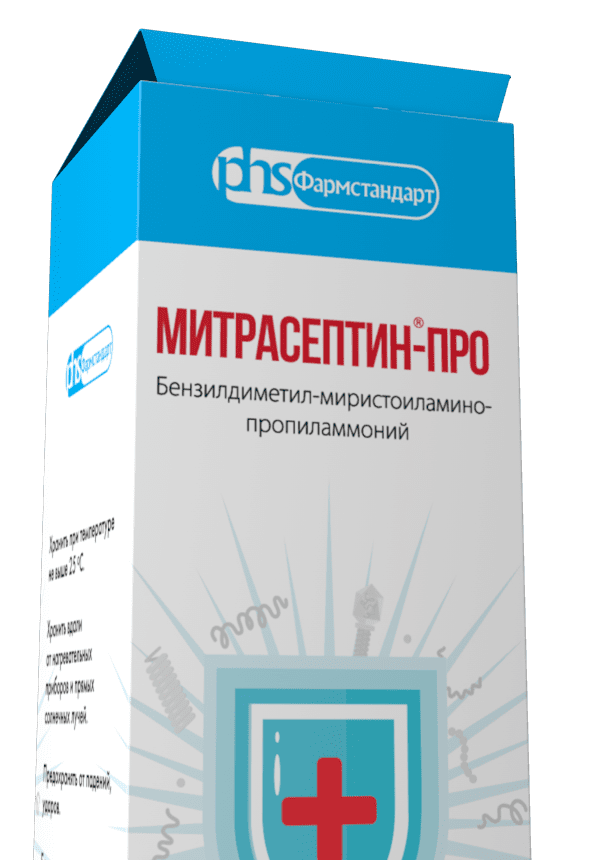 phs Фармстандарт
МИТРАСЕПТИН®-ПРО
Бензилдиметил-миристоиламино-
пропиламмоний
phs Фармстандарт
Хранить при температуре
не выше 25 °С.
Хранить вдали
от нагревательных
приборов и прямых
солнечных лучей.
Предохранять от падений,
ударов.